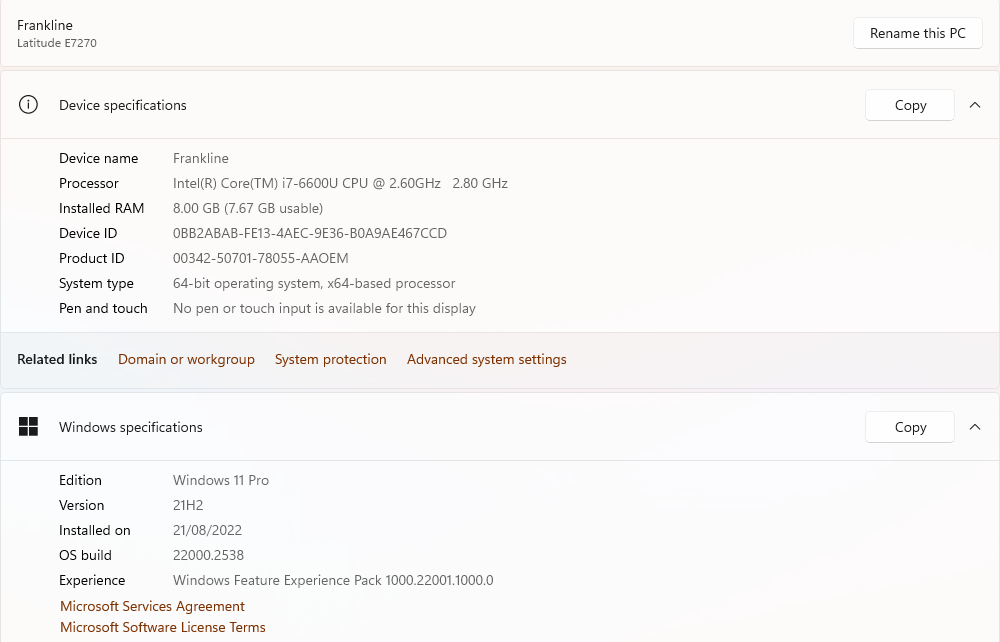 Frankline
Latitude E7270
Rename this PC
Device specifications
Copy
Device name Frankline
Processor Intel(R) Core(TM) i7-6600U CPU @ 2.60GHz 2.80 GHz
Installed RAM 8.00 GB (7.67 GB usable)
Device ID 0BB2ABAB-FE13-4AEC-9E36-B0A9AE467CCD
Product ID 00342-50701-78055-AAOEM
System type 64-bit operating system, x64-based processor
Pen and touch No pen or touch input is available for this display
Related links Domain or workgroup System protection Advanced system settings
Windows specifications
Copy
Edition Windows 11 Pro
Version 21H2
Installed on 21/08/2022
OS build 22000.2538
Experience Windows Feature Experience Pack 1000.22001.1000.0
Microsoft Services Agreement
Microsoft Software License Terms